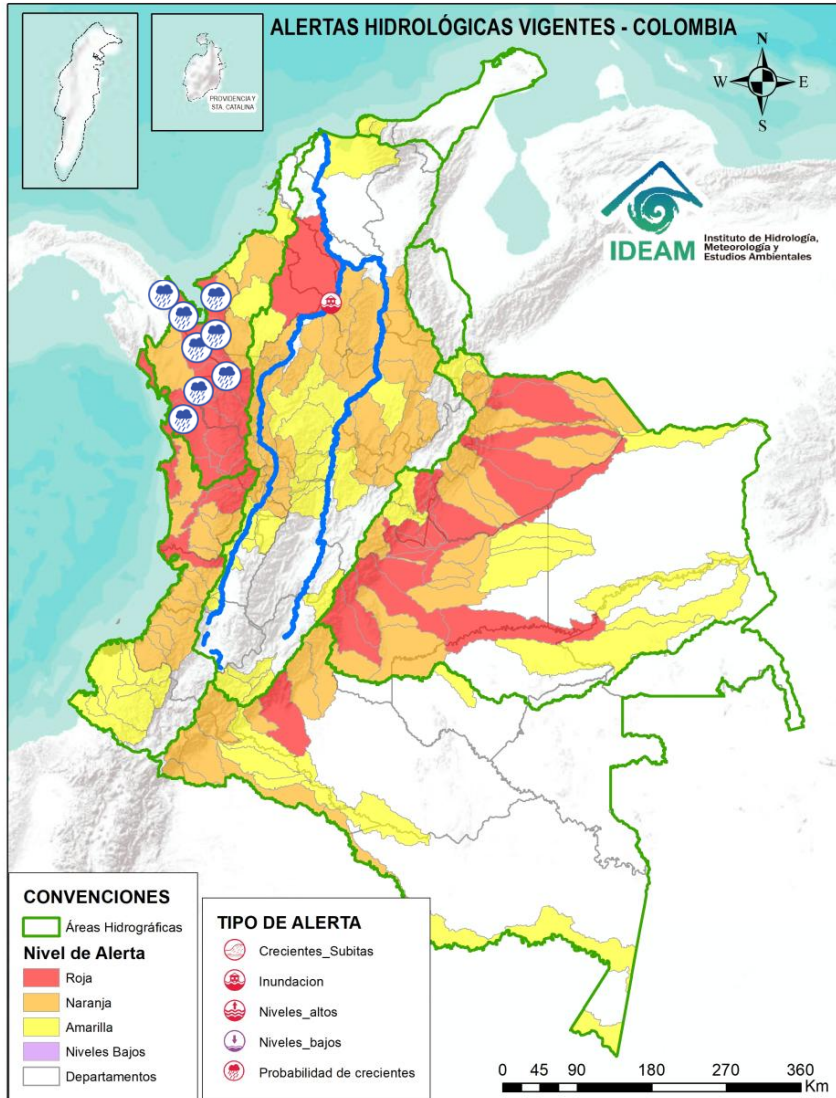 ALERTAS HIDROLÓGICAS VIGENTES - COLOMBIA
PROVIDENCIA Y
STA. CATALINA
N
W
E
S
IDEAM
Instituto de Hidrología,
Meteorología y
Estudios Ambientales
CONVENCIONES
Áreas Hidrográficas
Nivel de Alerta
Roja
Naranja
Amarilla
Niveles Bajos
Departamentos
TIPO DE ALERTA
Crecientes_Subitas
Inundacion
Niveles_altos
Niveles_bajos
Probabilidad de crecientes
0 45 90 180 270 360
Km